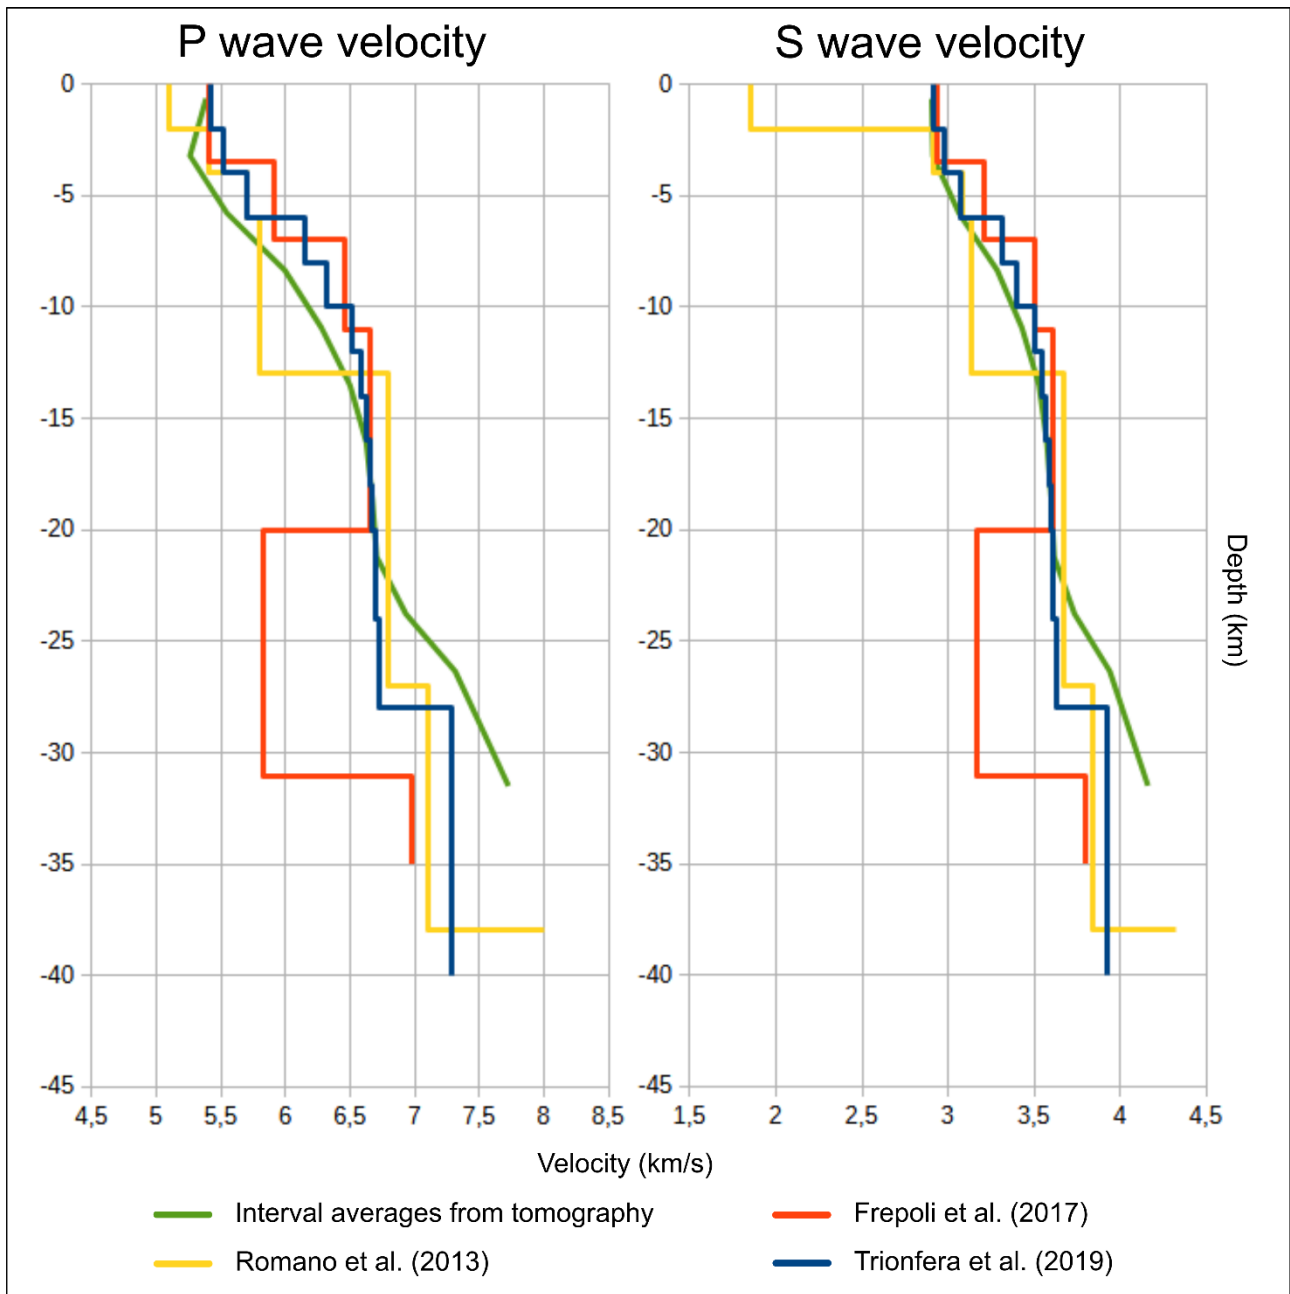 P wave velocity
S wave velocity
0
-5
-10
-15
-20
-25
-30
-35
-40
-45
4,5 5 5,5 6 6,5 7 7,5 8 8,5
0
-5
-10
-15
-20
-25
-30
-35
-40
-45
1,5 2 2,5 3 3,5 4 4,5
Depth (km)
Velocity (km/s)
Interval averages from tomography
Frepoli et al. (2017)
Romano et al. (2013)
Trionfera et al. (2019)